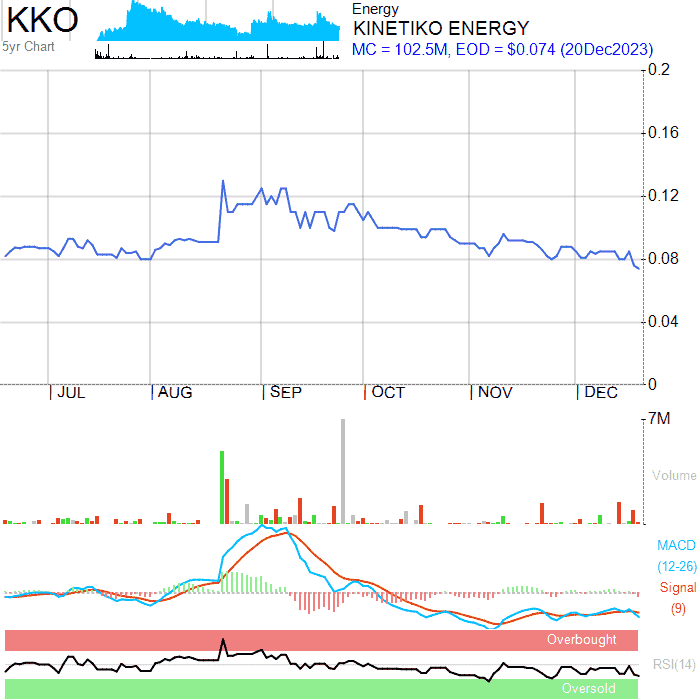 KKO
5yr Chart
Energy
KINETIKO ENERGY
MC = 102.5M, EOD = $0.074 (20Dec2023)
0.2
0.16
0.12
0.08
0.04
0
JUL AUG SEP OCT NOV DEC
7M
Volume
MACD
(12-26)
Signal
(9)
Overbought
RSI(14)
Oversold